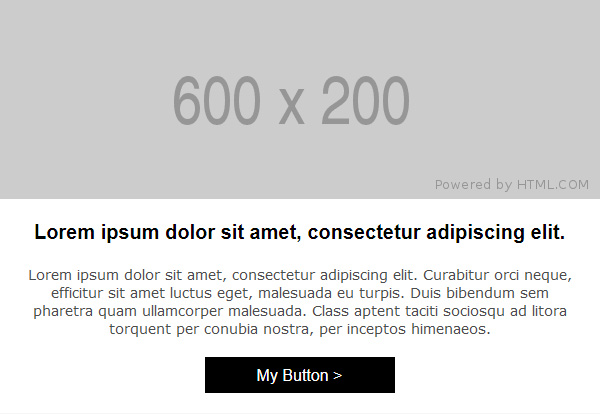 600 x 200
Powered by HTML.COM
Lorem ipsum dolor sit amet, consectetur adipiscing elit.
Lorem ipsum dolor sit amet, consectetur adipiscing elit. Curabitur orci neque,
efficitur sit amet luctus eget, malesuada eu turpis. Duis bibendum sem
pharetra quam ullamcorper malesuada. Class aptent taciti sociosqu ad litora
torquent per conubia nostra, per inceptos himenaeos.
My Button >